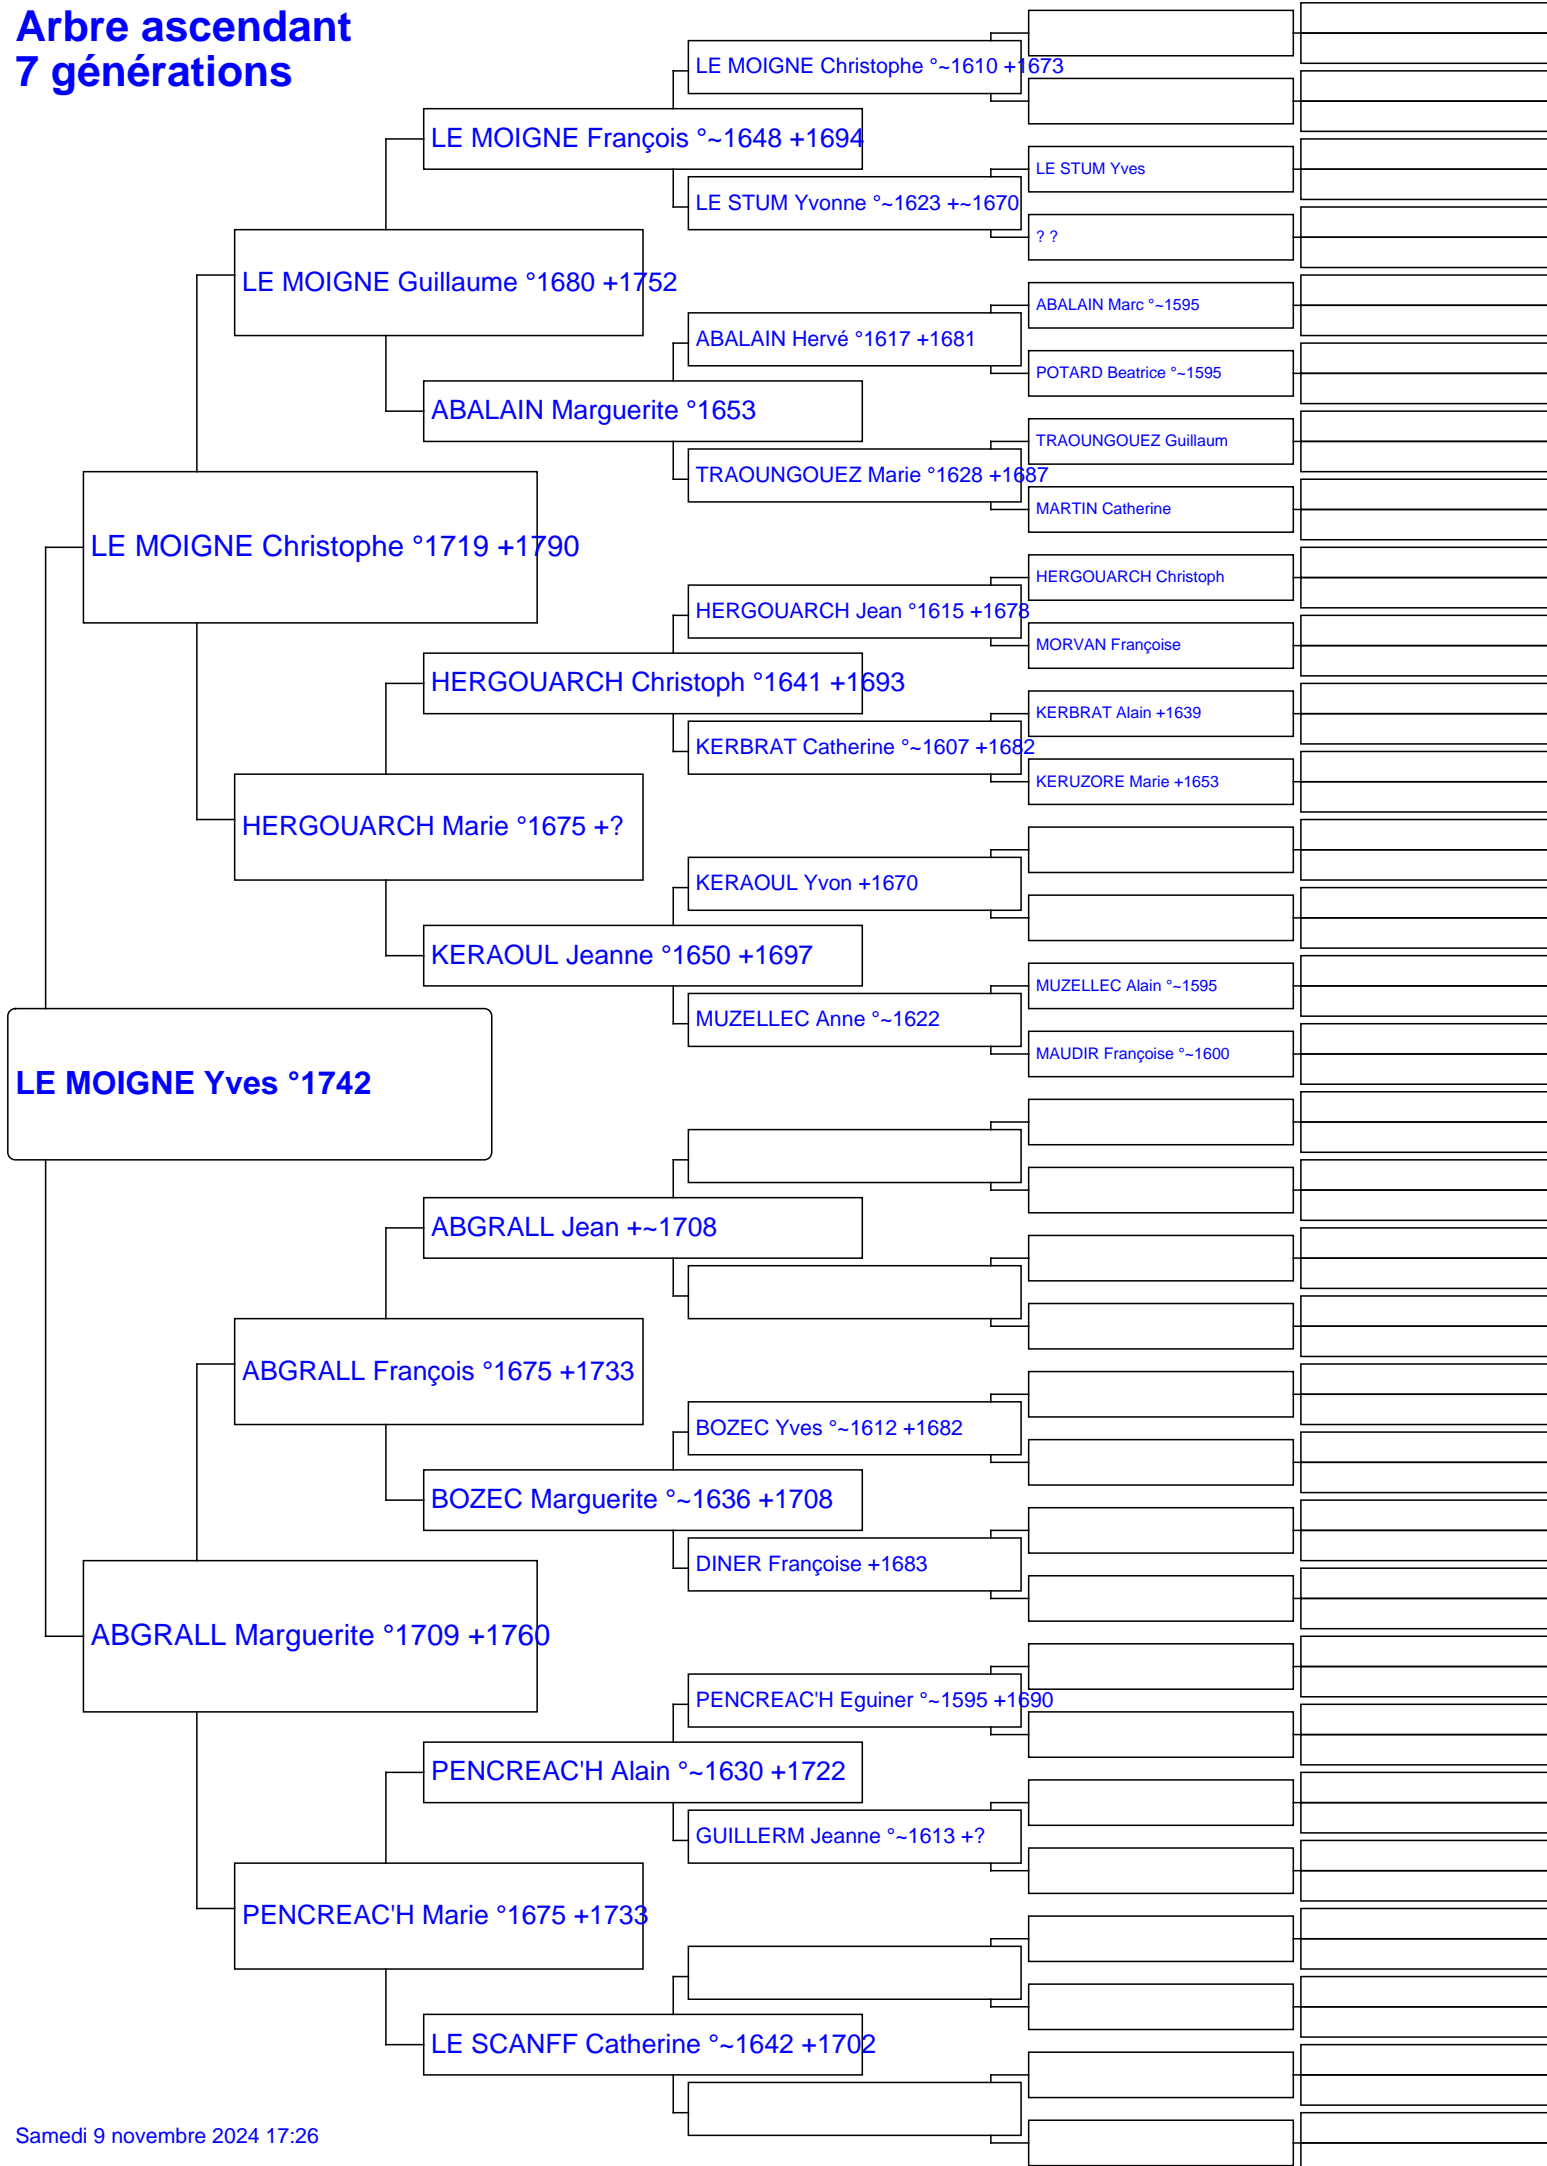 Arbre ascendant
7 générations
LE MOIGNE Christophe °~1610 +1673
LE MOIGNE François °~1648 +1694
LE STUM Yves
LE STUM Yvonne °~1623 +~1670
? ?
LE MOIGNE Guillaume °1680 +1752
ABALAIN Marc °~1595
ABALAIN Hervé °1617 +1681
POTARD Beatrice °~1595
ABALAIN Marguerite °1653
TRAOUNGOUEZ Guillaum
TRAOUNGOUEZ Marie °1628 +1687
MARTIN Catherine
LE MOIGNE Christophe °1719 +1790
HERGOUARCH Christoph
HERGOUARCH Jean °1615 +1678
MORVAN Françoise
HERGOUARCH Christoph °1641 +1693
KERBRAT Alain +1639
KERBRAT Catherine °~1607 +1682
KERUZORE Marie +1653
HERGOUARCH Marie °1675 +?
KERAOUL Yvon +1670
KERAOUL Jeanne °1650 +1697
MUZELLEC Alain °~1595
MUZELLEC Anne °~1622
MAUDIR Françoise °~1600
LE MOIGNE Yves °1742
ABGRALL Jean +~1708
ABGRALL François °1675 +1733
BOZEC Yves °~1612 +1682
BOZEC Marguerite °~1636 +1708
DINER Françoise +1683
ABGRALL Marguerite °1709 +1760
PENCREAC'H Eguiner °~1595 +1690
PENCREAC'H Alain °~1630 +1722
GUILLERM Jeanne °~1613 +?
PENCREAC'H Marie °1675 +1733
LE SCANFF Catherine °~1642 +1702
Samedi 9 novembre 2024 17:26